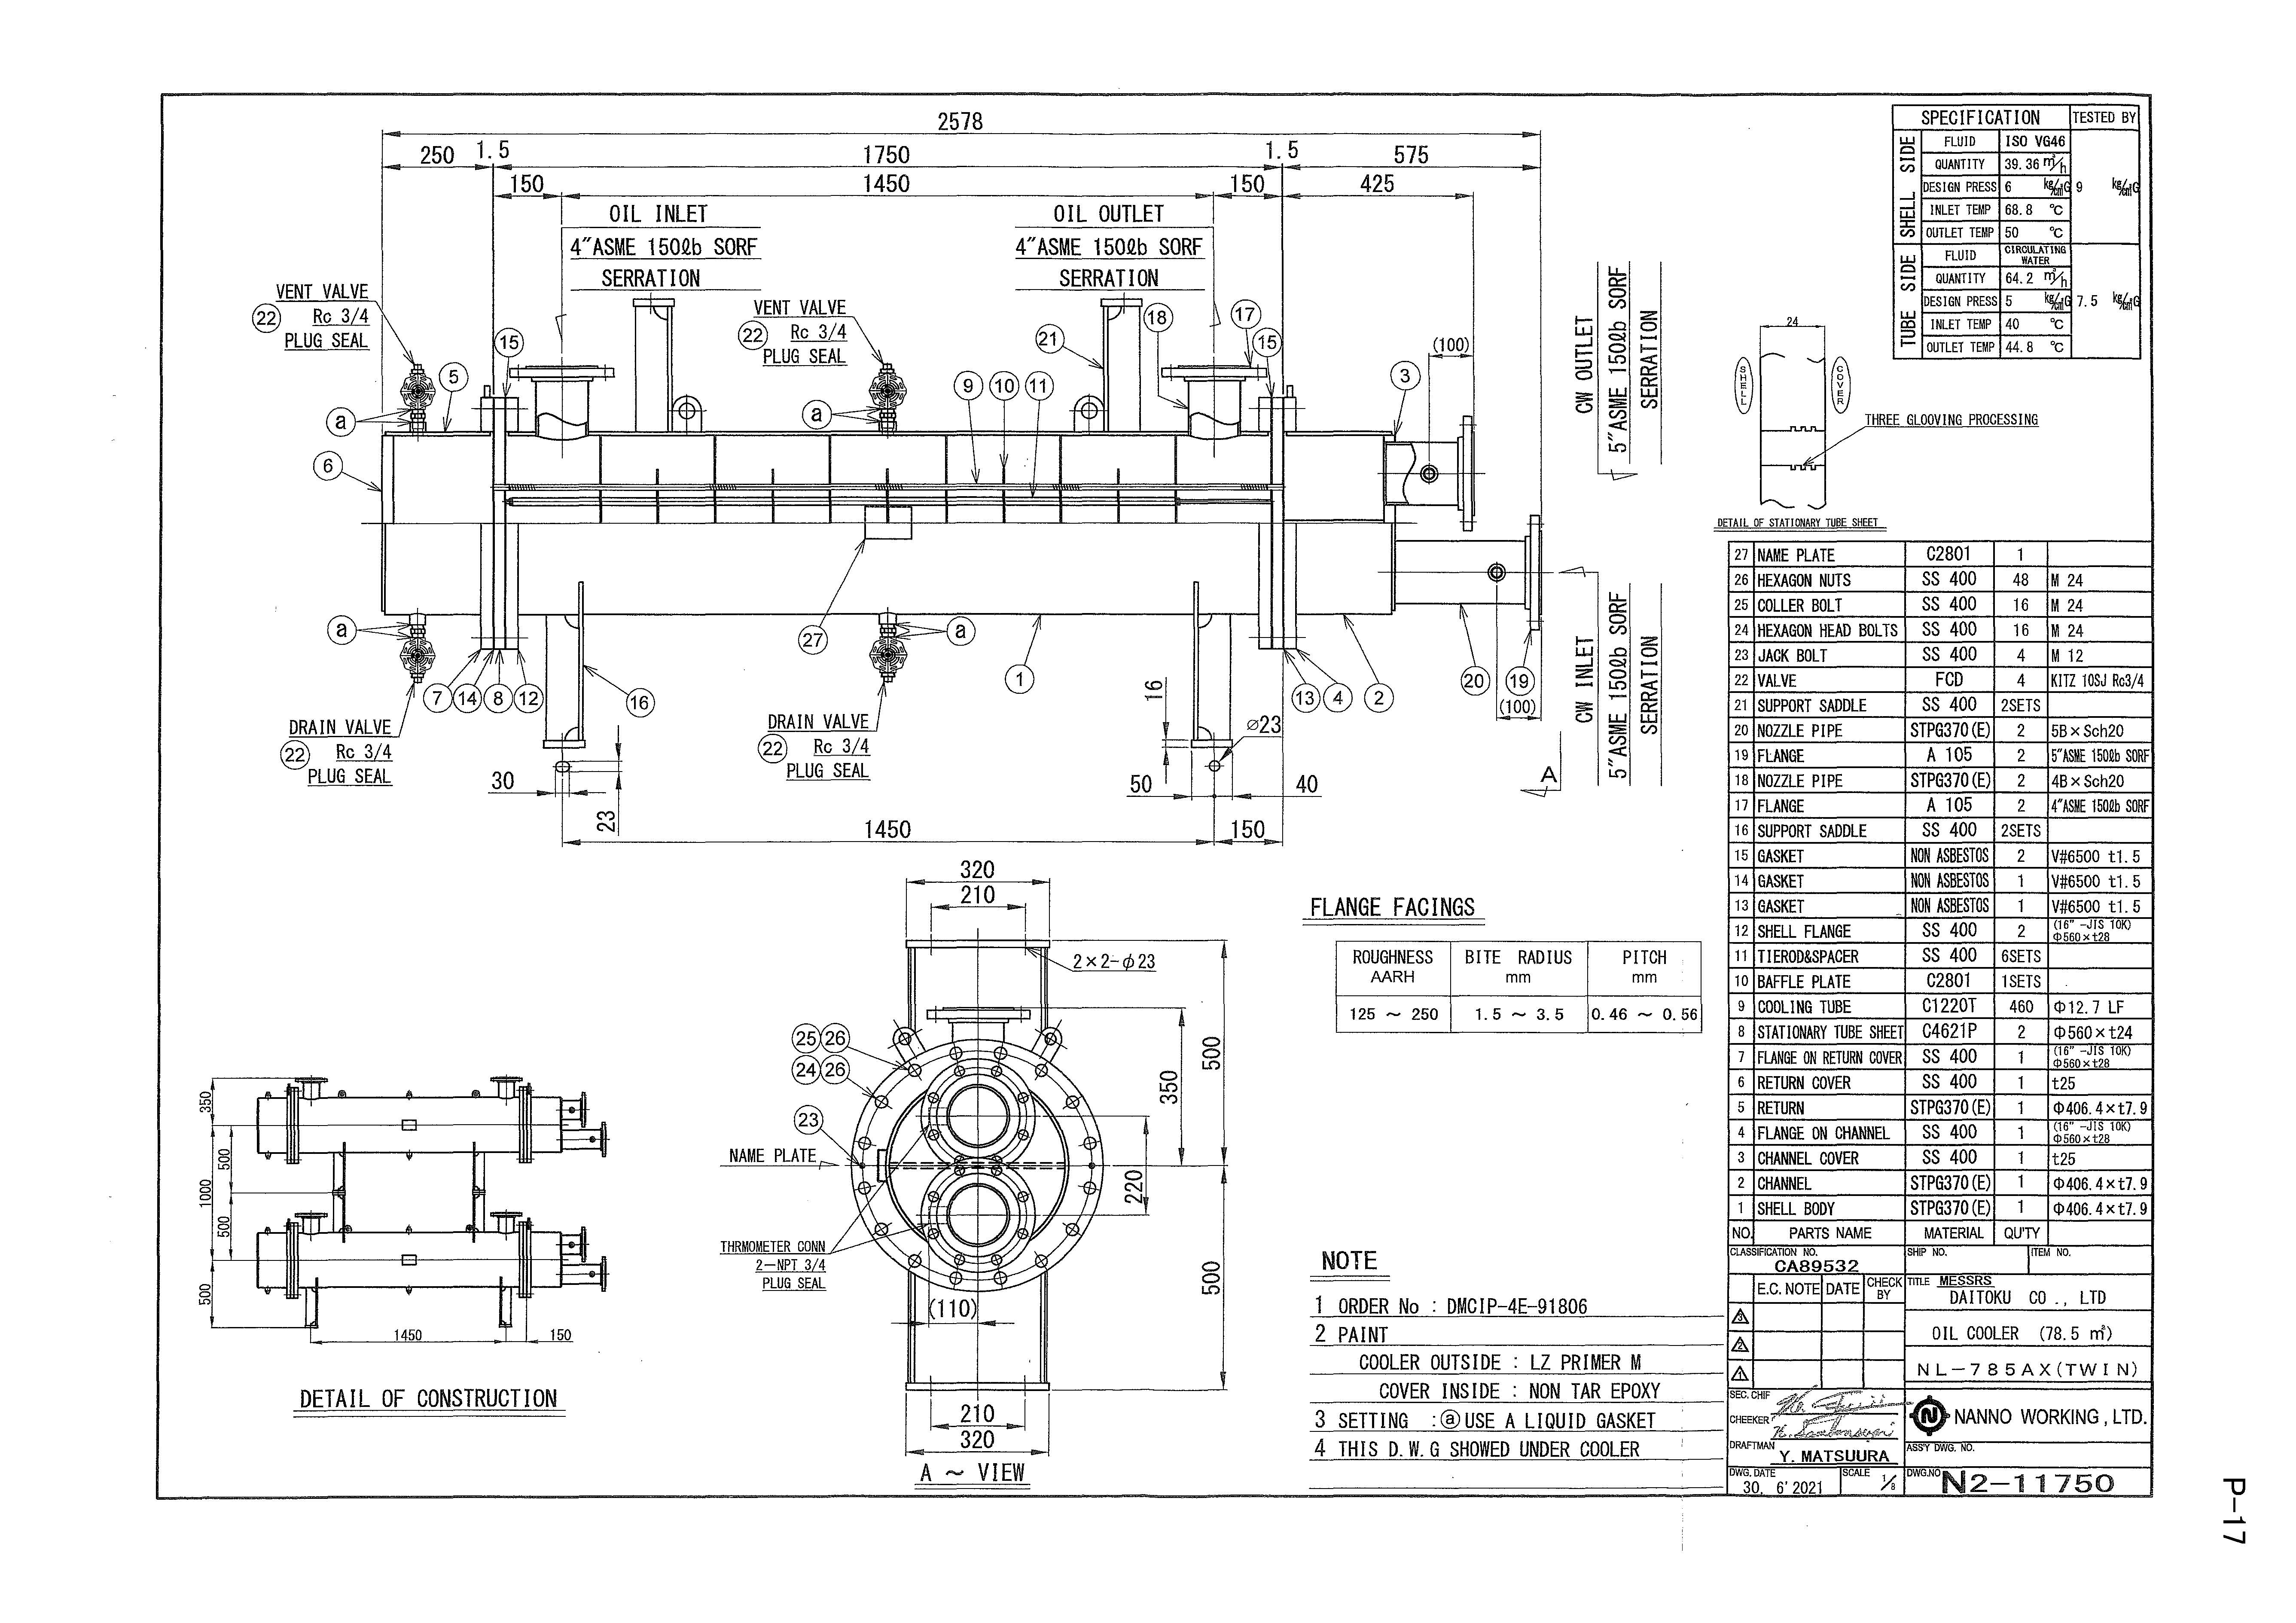 2578
250
1.5
1750
1.5
575
150
1450
150
425
OIL INLET
4"ASME 150ℓb SORF
SERRATION
OIL OUTLET
4"ASME 150ℓb SORF
SERRATION
VENT VALVE
22 Rc 3/4
PLUG SEAL
VENT VALVE
22 Rc 3/4
PLUG SEAL
15
5
21
18
17
15
(100)
3
9 10 11
a
a
6
CW OUTLET
5"ASME 150ℓb SORF
SERRATION
a
a
27
1
7 14 8 12
16
16
13 4 2
20
19
(100)
CW INLET
5"ASME 150ℓb SORF
SERRATION
DRAIN VALVE
22 Rc 3/4
PLUG SEAL
DRAIN VALVE
22 Rc 3/4
PLUG SEAL
⌀23
30
23
50
40
A
1450
150
320
210
2×2-φ23
25 26
24 26
23
NAME PLATE
THRMOMETER CONN
2-NPT 3/4
PLUG SEAL
500
350
220
500
(110)
210
320
A ~ VIEW
350
500
1000
500
500
1450
150
DETAIL OF CONSTRUCTION
FLANGE FACINGS
ROUGHNESS AARH BITE RADIUS mm PITCH mm
125 ~ 250 1.5 ~ 3.5 0.46 ~ 0.56
NOTE
1 ORDER No : DMCIP-4E-91806
2 PAINT
COOLER OUTSIDE : LZ PRIMER M
COVER INSIDE : NON TAR EPOXY
3 SETTING : ⓐ USE A LIQUID GASKET
4 THIS D.W.G SHOWED UNDER COOLER
SPECIFICATION TESTED BY
SHELL SIDE
FLUID ISO VG46
QUANTITY 39.36 m³/h
DESIGN PRESS 6 kg/cm²G 9 kg/cm²G
INLET TEMP 68.8 ℃
OUTLET TEMP 50 ℃
TUBE SIDE
FLUID CIRCULATING WATER
QUANTITY 64.2 m³/h
DESIGN PRESS 5 kg/cm²G 7.5 kg/cm²G
INLET TEMP 40 ℃
OUTLET TEMP 44.8 ℃
24
SHELL
COVER
THREE GLOOVING PROCESSING
DETAIL OF STATIONARY TUBE SHEET
27 NAME PLATE C2801 1
26 HEXAGON NUTS SS 400 48 M 24
25 COLLER BOLT SS 400 16 M 24
24 HEXAGON HEAD BOLTS SS 400 16 M 24
23 JACK BOLT SS 400 4 M 12
22 VALVE FCD 4 KITZ 10SJ Rc3/4
21 SUPPORT SADDLE SS 400 2SETS
20 NOZZLE PIPE STPG370(E) 2 5B×Sch20
19 FLANGE A 105 2 5"ASME 150ℓb SORF
18 NOZZLE PIPE STPG370(E) 2 4B×Sch20
17 FLANGE A 105 2 4"ASME 150ℓb SORF
16 SUPPORT SADDLE SS 400 2SETS
15 GASKET NON ASBESTOS 2 V#6500 t1.5
14 GASKET NON ASBESTOS 1 V#6500 t1.5
13 GASKET NON ASBESTOS 1 V#6500 t1.5
12 SHELL FLANGE SS 400 2 (16" -JIS 10K) Φ560×t28
11 TIEROD&SPACER SS 400 6SETS
10 BAFFLE PLATE C2801 1SETS
9 COOLING TUBE C1220T 460 Φ12.7 LF
8 STATIONARY TUBE SHEET C4621P 2 Φ560×t24
7 FLANGE ON RETURN COVER SS 400 1 (16" -JIS 10K) Φ560×t28
6 RETURN COVER SS 400 1 t25
5 RETURN STPG370(E) 1 Φ406.4×t7.9
4 FLANGE ON CHANNEL SS 400 1 (16" -JIS 10K) Φ560×t28
3 CHANNEL COVER SS 400 1 t25
2 CHANNEL STPG370(E) 1 Φ406.4×t7.9
1 SHELL BODY STPG370(E) 1 Φ406.4×t7.9
NO. PARTS NAME MATERIAL QU'TY
CLASSIFICATION NO. CA89532
SHIP NO.
ITEM NO.
E.C. NOTE DATE CHECK BY
3
2
1
TITLE MESSRS
DAITOKU CO., LTD
OIL COOLER (78.5 ㎡)
NL-785AX(TWIN)
SEC. CHIF
CHEEKER
DRAFTMAN Y. MATSUURA
N NANNO WORKING, LTD.
ASS'Y DWG. NO.
DWG. DATE 30. 6' 2021
SCALE 1/8
DWG.NO N2-11750
P-17